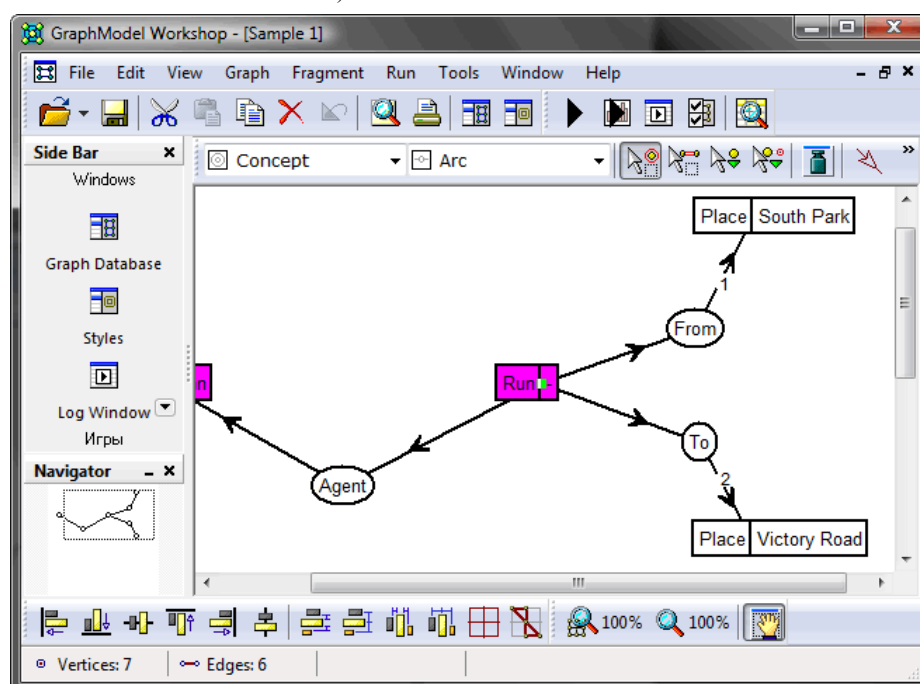 GraphModel Workshop - [Sample 1]
File Edit View Graph Fragment Run Tools Window Help
Side Bar
Windows
Concept
Arc
Graph Database
Styles
Log Window
Игры
Navigator
Place South Park
1
From
n
Run -
To
Agent
2
Place Victory Road
100% 100%
Vertices: 7 Edges: 6